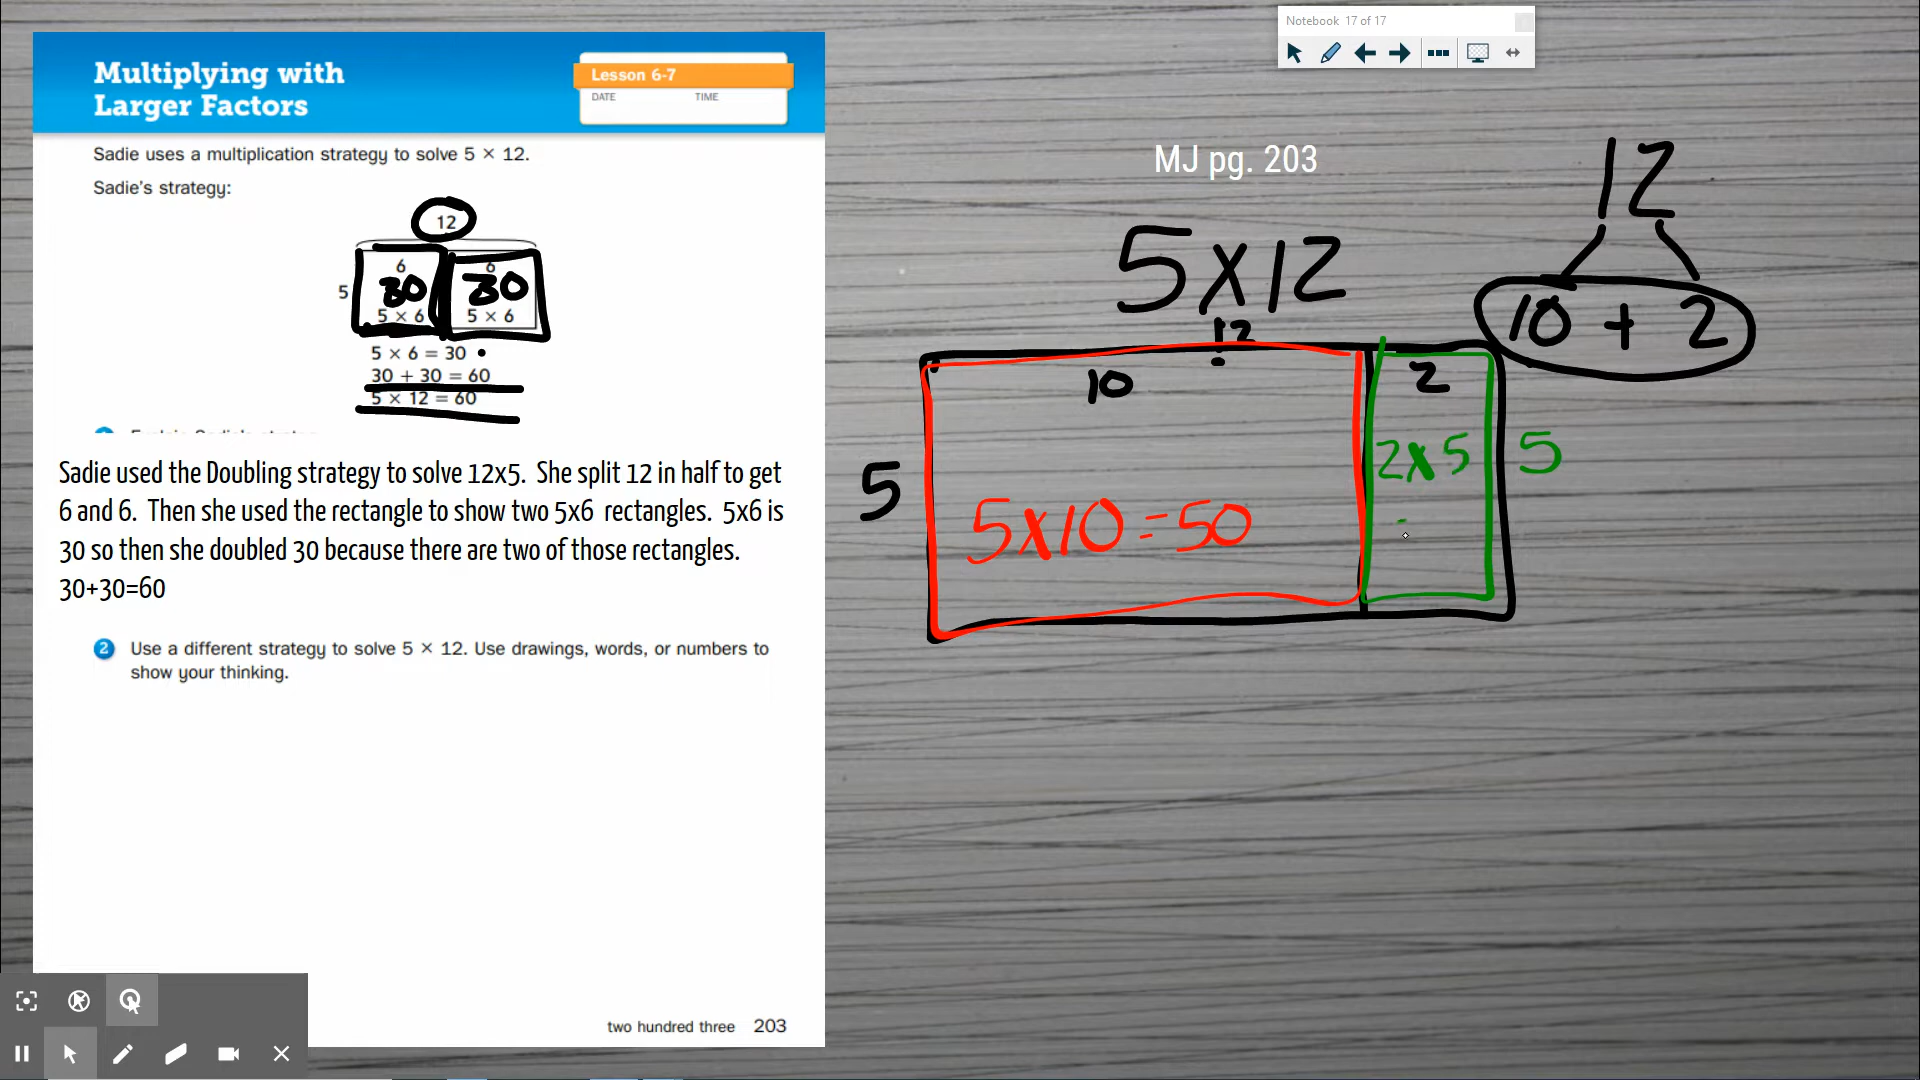 Notebook 17 of 17
Multiplying with
Larger Factors
Lesson 6-7
DATE TIME
Sadie uses a multiplication strategy to solve 5 × 12.
Sadie's strategy:
12
6 6
5 30 30
5 × 6 5 × 6
5 × 6 = 30
30 + 30 = 60
5 × 12 = 60
Sadie used the Doubling strategy to solve 12x5. She split 12 in half to get
6 and 6. Then she used the rectangle to show two 5x6 rectangles. 5x6 is
30 so then she doubled 30 because there are two of those rectangles.
30+30=60
2 Use a different strategy to solve 5 × 12. Use drawings, words, or numbers to
show your thinking.
two hundred three 203
MJ pg. 203
5x12
12
10 + 2
12
10 2
5
5x10=50
2x5
=
5